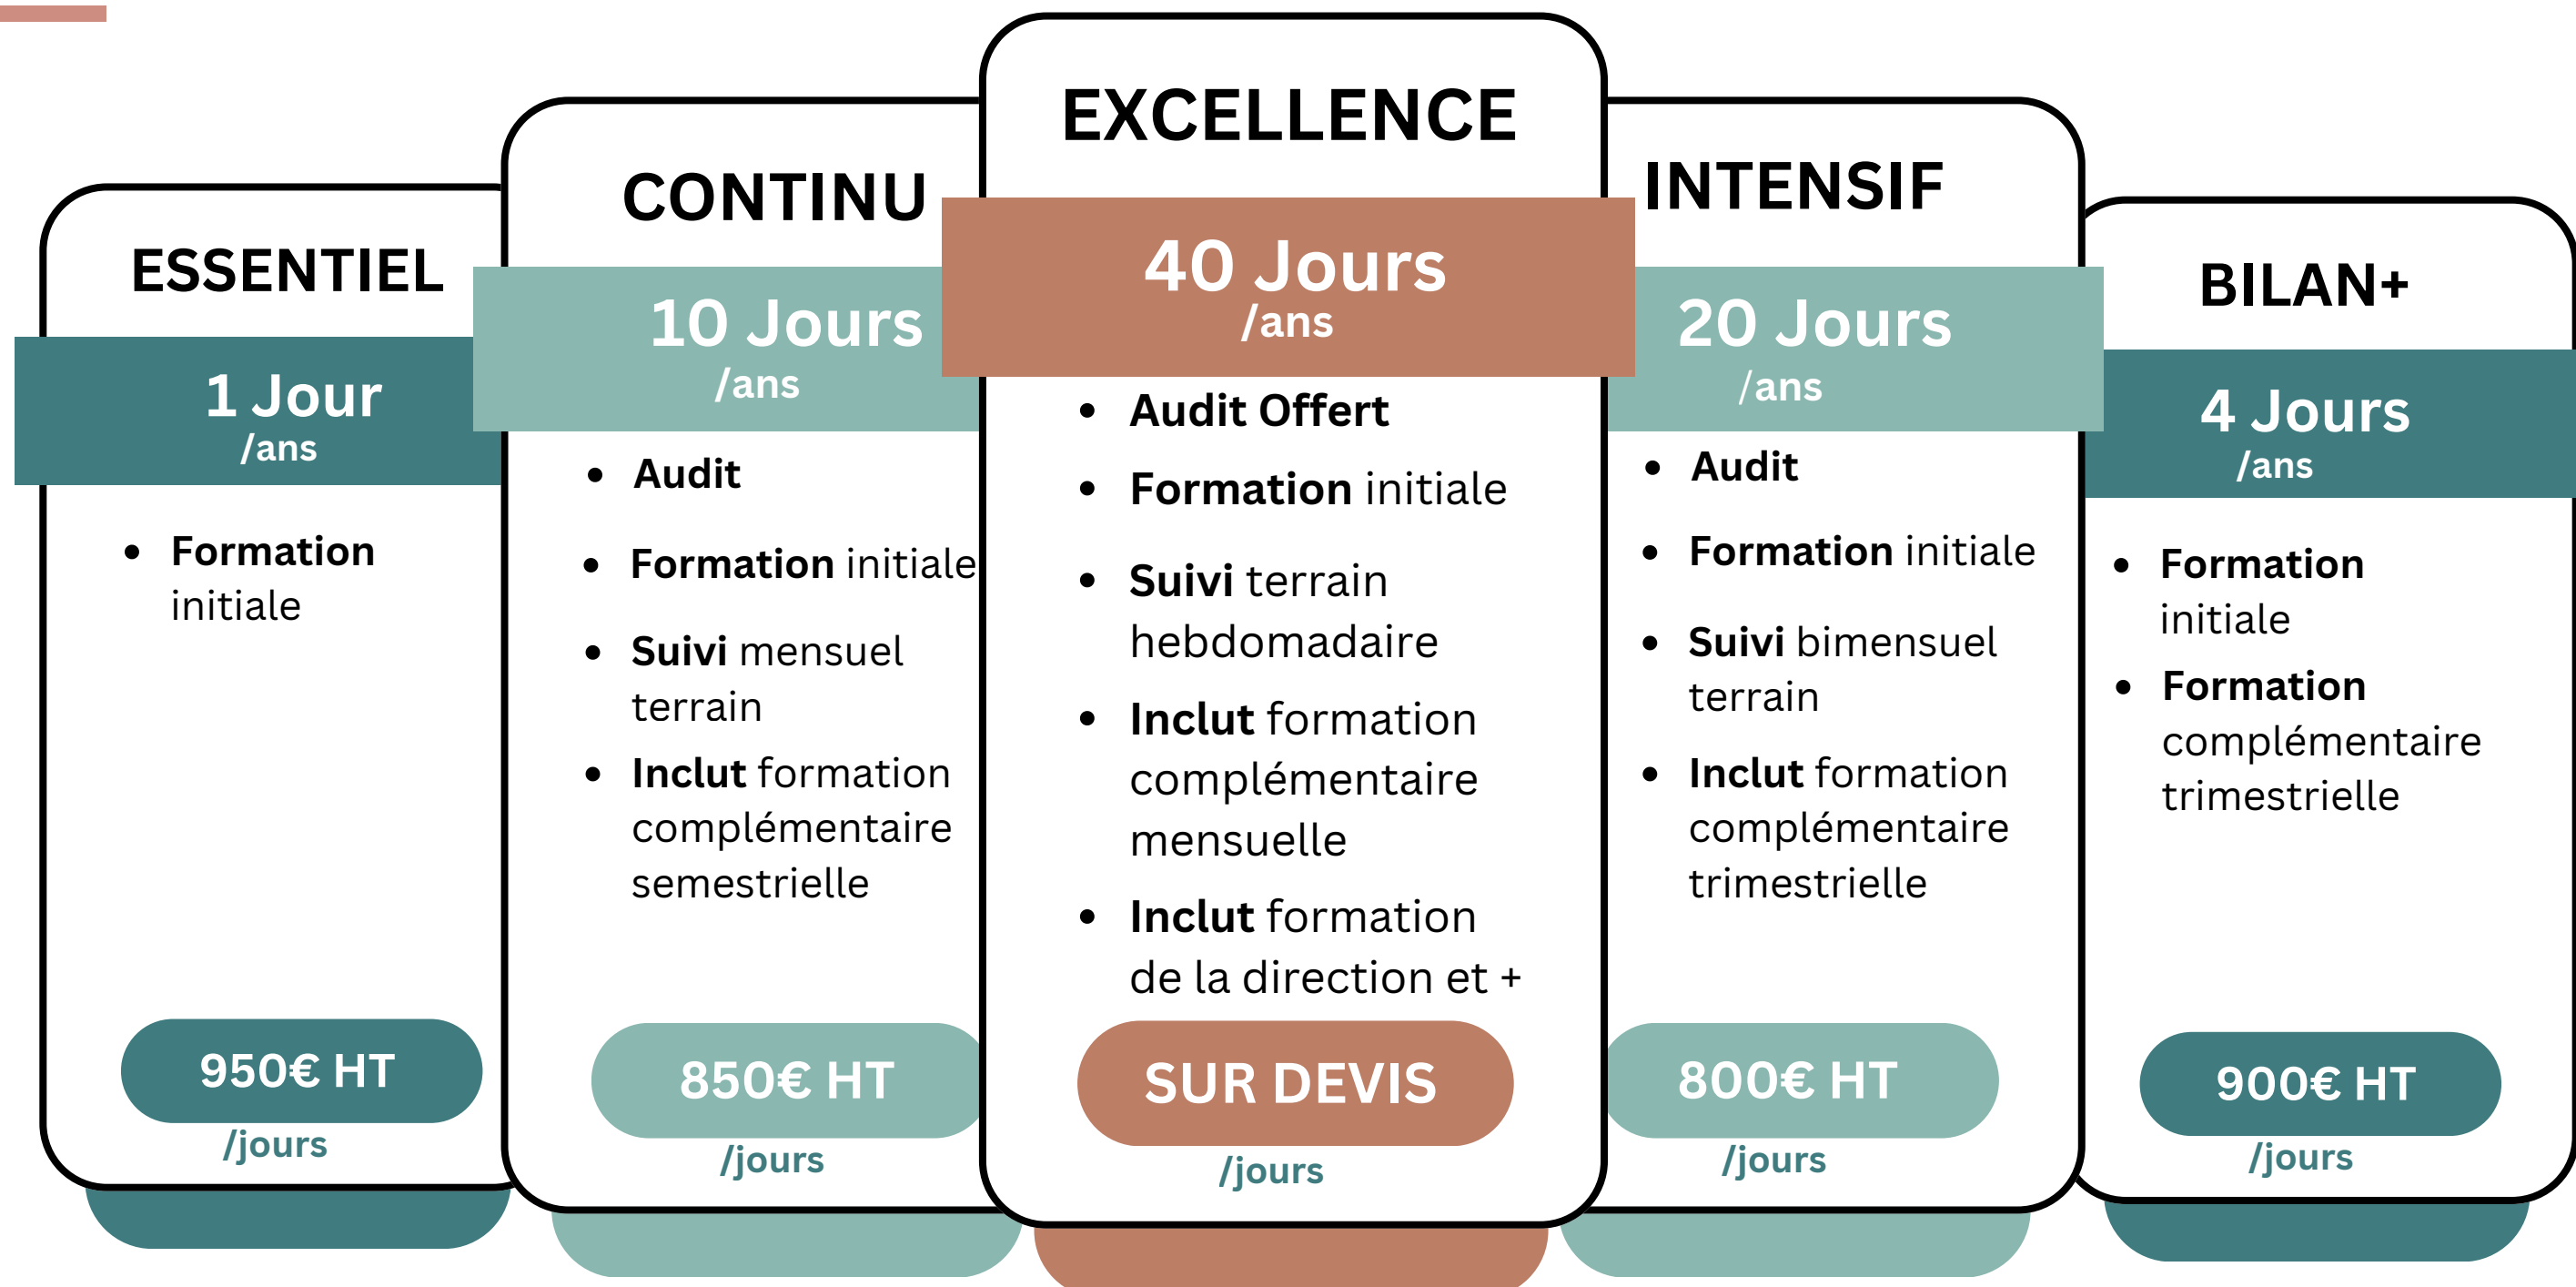 ESSENTIEL
1 Jour
/ans
Formation
initiale
950€ HT
/jours
CONTINU
10 Jours
/ans
Audit
Formation initiale
Suivi mensuel
terrain
Inclut formation
complémentaire
semestrielle
850€ HT
/jours
EXCELLENCE
40 Jours
/ans
Audit Offert
Formation initiale
Suivi terrain
hebdomadaire
Inclut formation
complémentaire
mensuelle
Inclut formation
de la direction et +
SUR DEVIS
/jours
INTENSIF
20 Jours
/ans
Audit
Formation initiale
Suivi bimensuel
terrain
Inclut formation
complémentaire
trimestrielle
800€ HT
/jours
BILAN+
4 Jours
/ans
Formation
initiale
Formation
complémentaire
trimestrielle
900€ HT
/jours